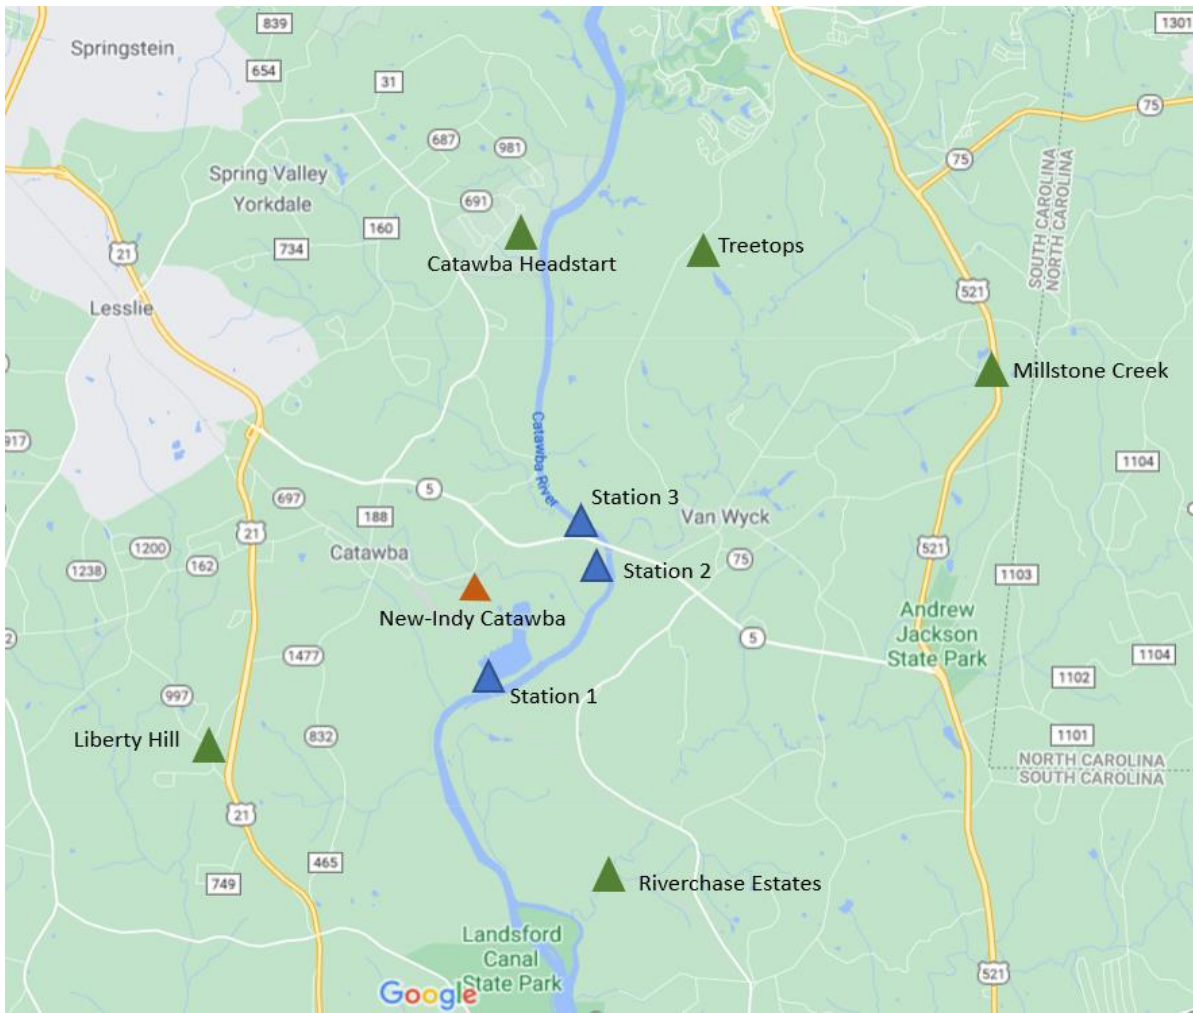 839
1301
Springstein
654
31
75
687
981
75
Spring Valley
Yorkdale
691
160
SOUTH CAROLINA
NORTH CAROLINA
21
734
Catawba Headstart
Treetops
521
Lesslie
Millstone Creek
917
Catawba River
1104
5
697
Station 3
188
Van Wyck
21
1200
Catawba
521
1238
162
Station 2
75
1103
New-Indy Catawba
Andrew
Jackson
State Park
2
5
1477
1104
1102
997
Station 1
Liberty Hill
832
1101
NORTH CAROLINA
SOUTH CAROLINA
21
465
749
Riverchase Estates
Landsford
Canal
State Park
521
Google